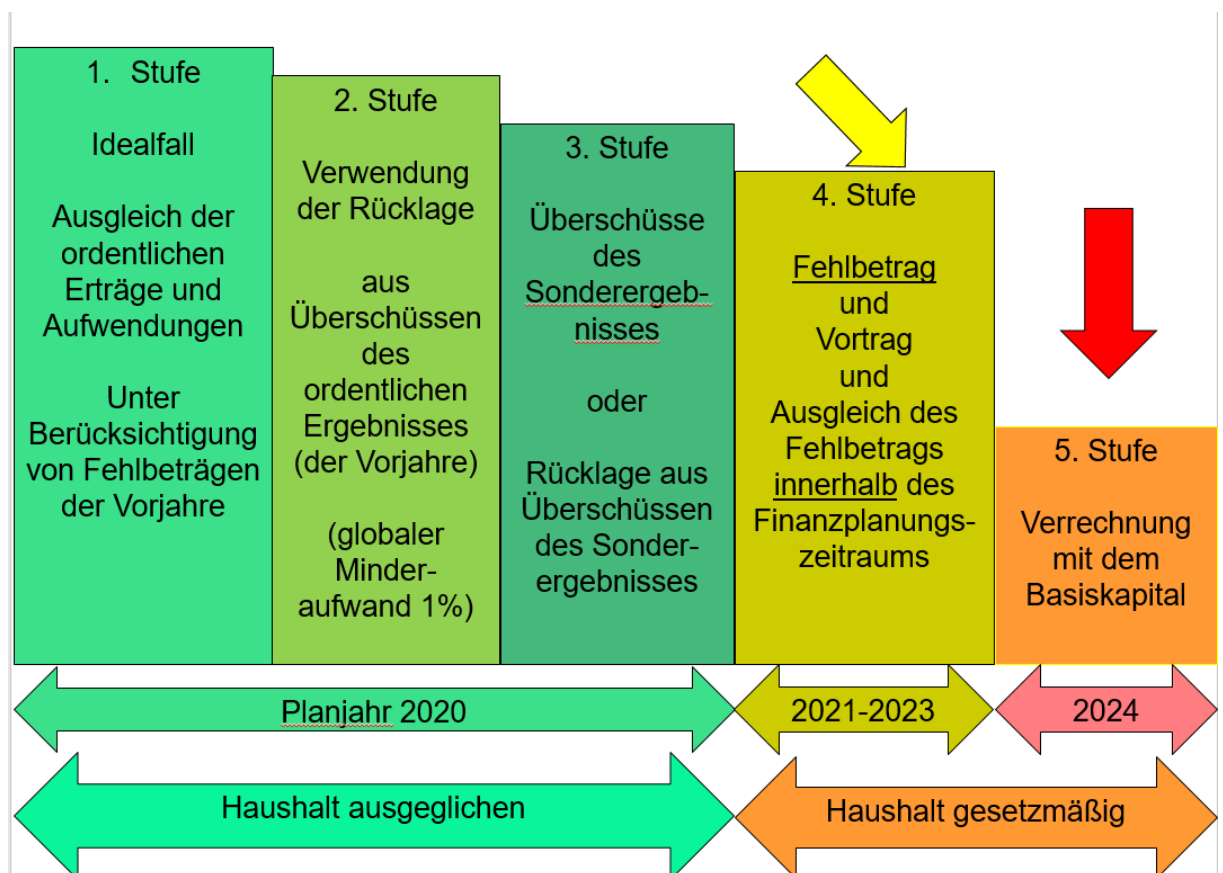 1. Stufe
Idealfall
Ausgleich der
ordentlichen
Erträge und
Aufwendungen
Unter
Berücksichtigung
von Fehlbeträgen
der Vorjahre
2. Stufe
Verwendung
der Rücklage
aus
Überschüssen
des
ordentlichen
Ergebnisses
(der Vorjahre)
(globaler
Minder-
aufwand 1%)
3. Stufe
Überschüsse
des
Sonderergeb-
nisses
oder
Rücklage aus
Überschüssen
des Sonder-
ergebnisses
4. Stufe
Fehlbetrag
und
Vortrag
und
Ausgleich des
Fehlbetrags
innerhalb des
Finanzplanungs-
zeitraums
5. Stufe
Verrechnung
mit dem
Basiskapital
Planjahr 2020
2021-2023
2024
Haushalt ausgeglichen
Haushalt gesetzmäßig